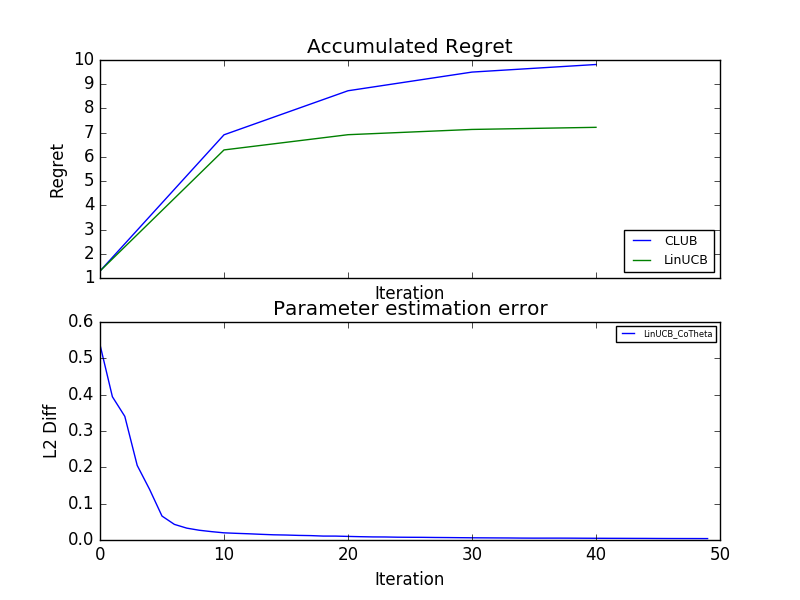 Accumulated Regret
10
9
8
7
6
5
4
3
2
1
Regret
CLUB
LinUCB
Iteration
Parameter estimation error
0.6
0.5
0.4
0.3
0.2
0.1
0.0
L2 Diff
LinUCB_CoTheta
0 10 20 30 40 50
Iteration